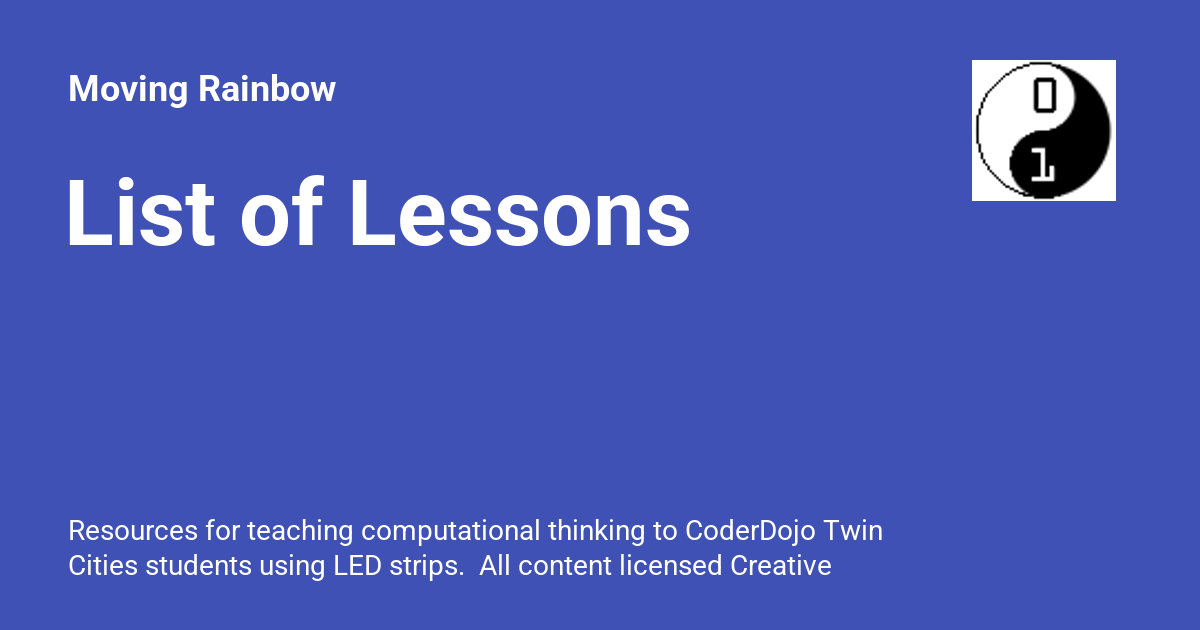 Moving Rainbow
0
1
List of Lessons
Resources for teaching computational thinking to CoderDojo Twin
Cities students using LED strips.  All content licensed Creative